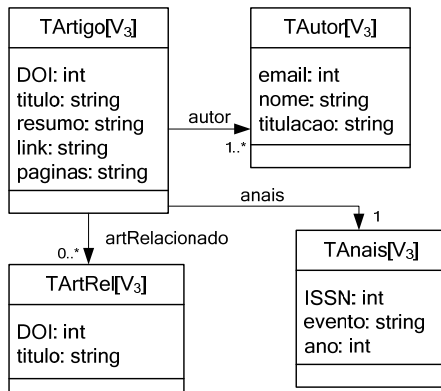 TArtigo[V₃]
DOI: int
titulo: string
resumo: string
link: string
paginas: string
autor
1..*
TAutor[V₃]
email: int
nome: string
titulacao: string
anais
1
artRelacionado
0..*
TArtRel[V₃]
DOI: int
titulo: string
TAnais[V₃]
ISSN: int
evento: string
ano: int